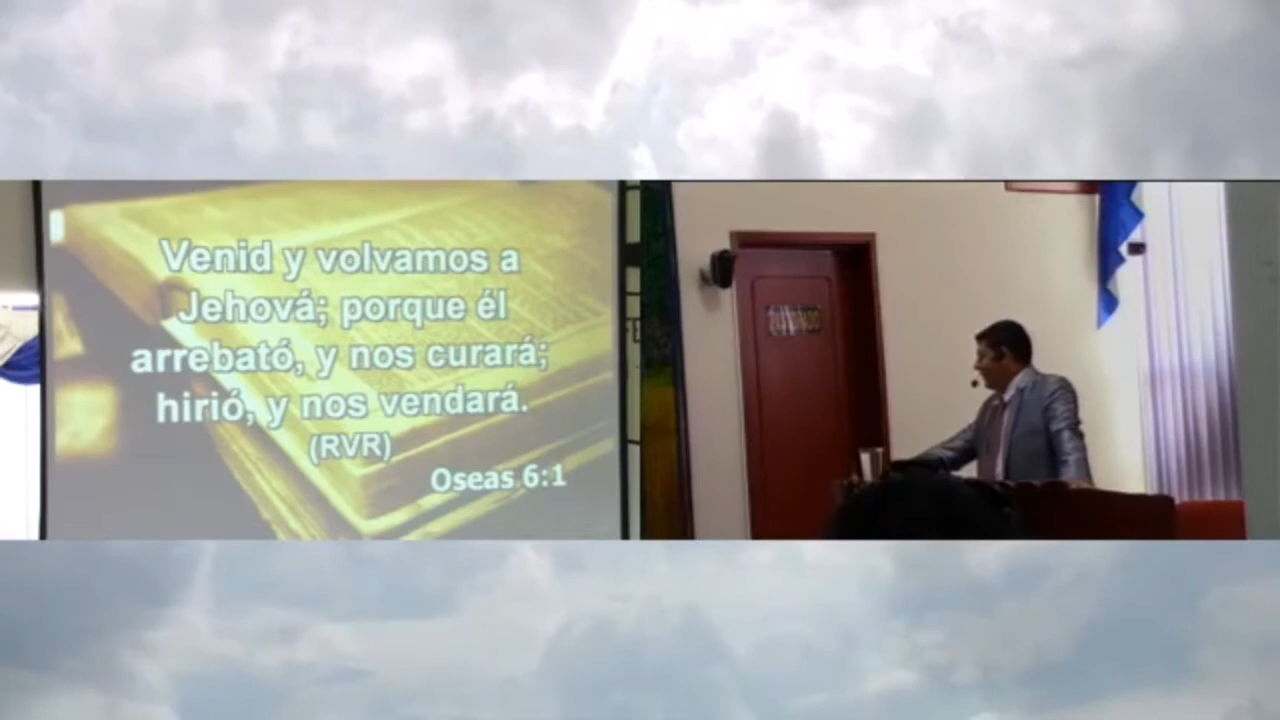 Venid y volvamos a
Jehová; porque él
arrebató, y nos curará;
hirió, y nos vendará.
(RVR)
Oseas 6:1